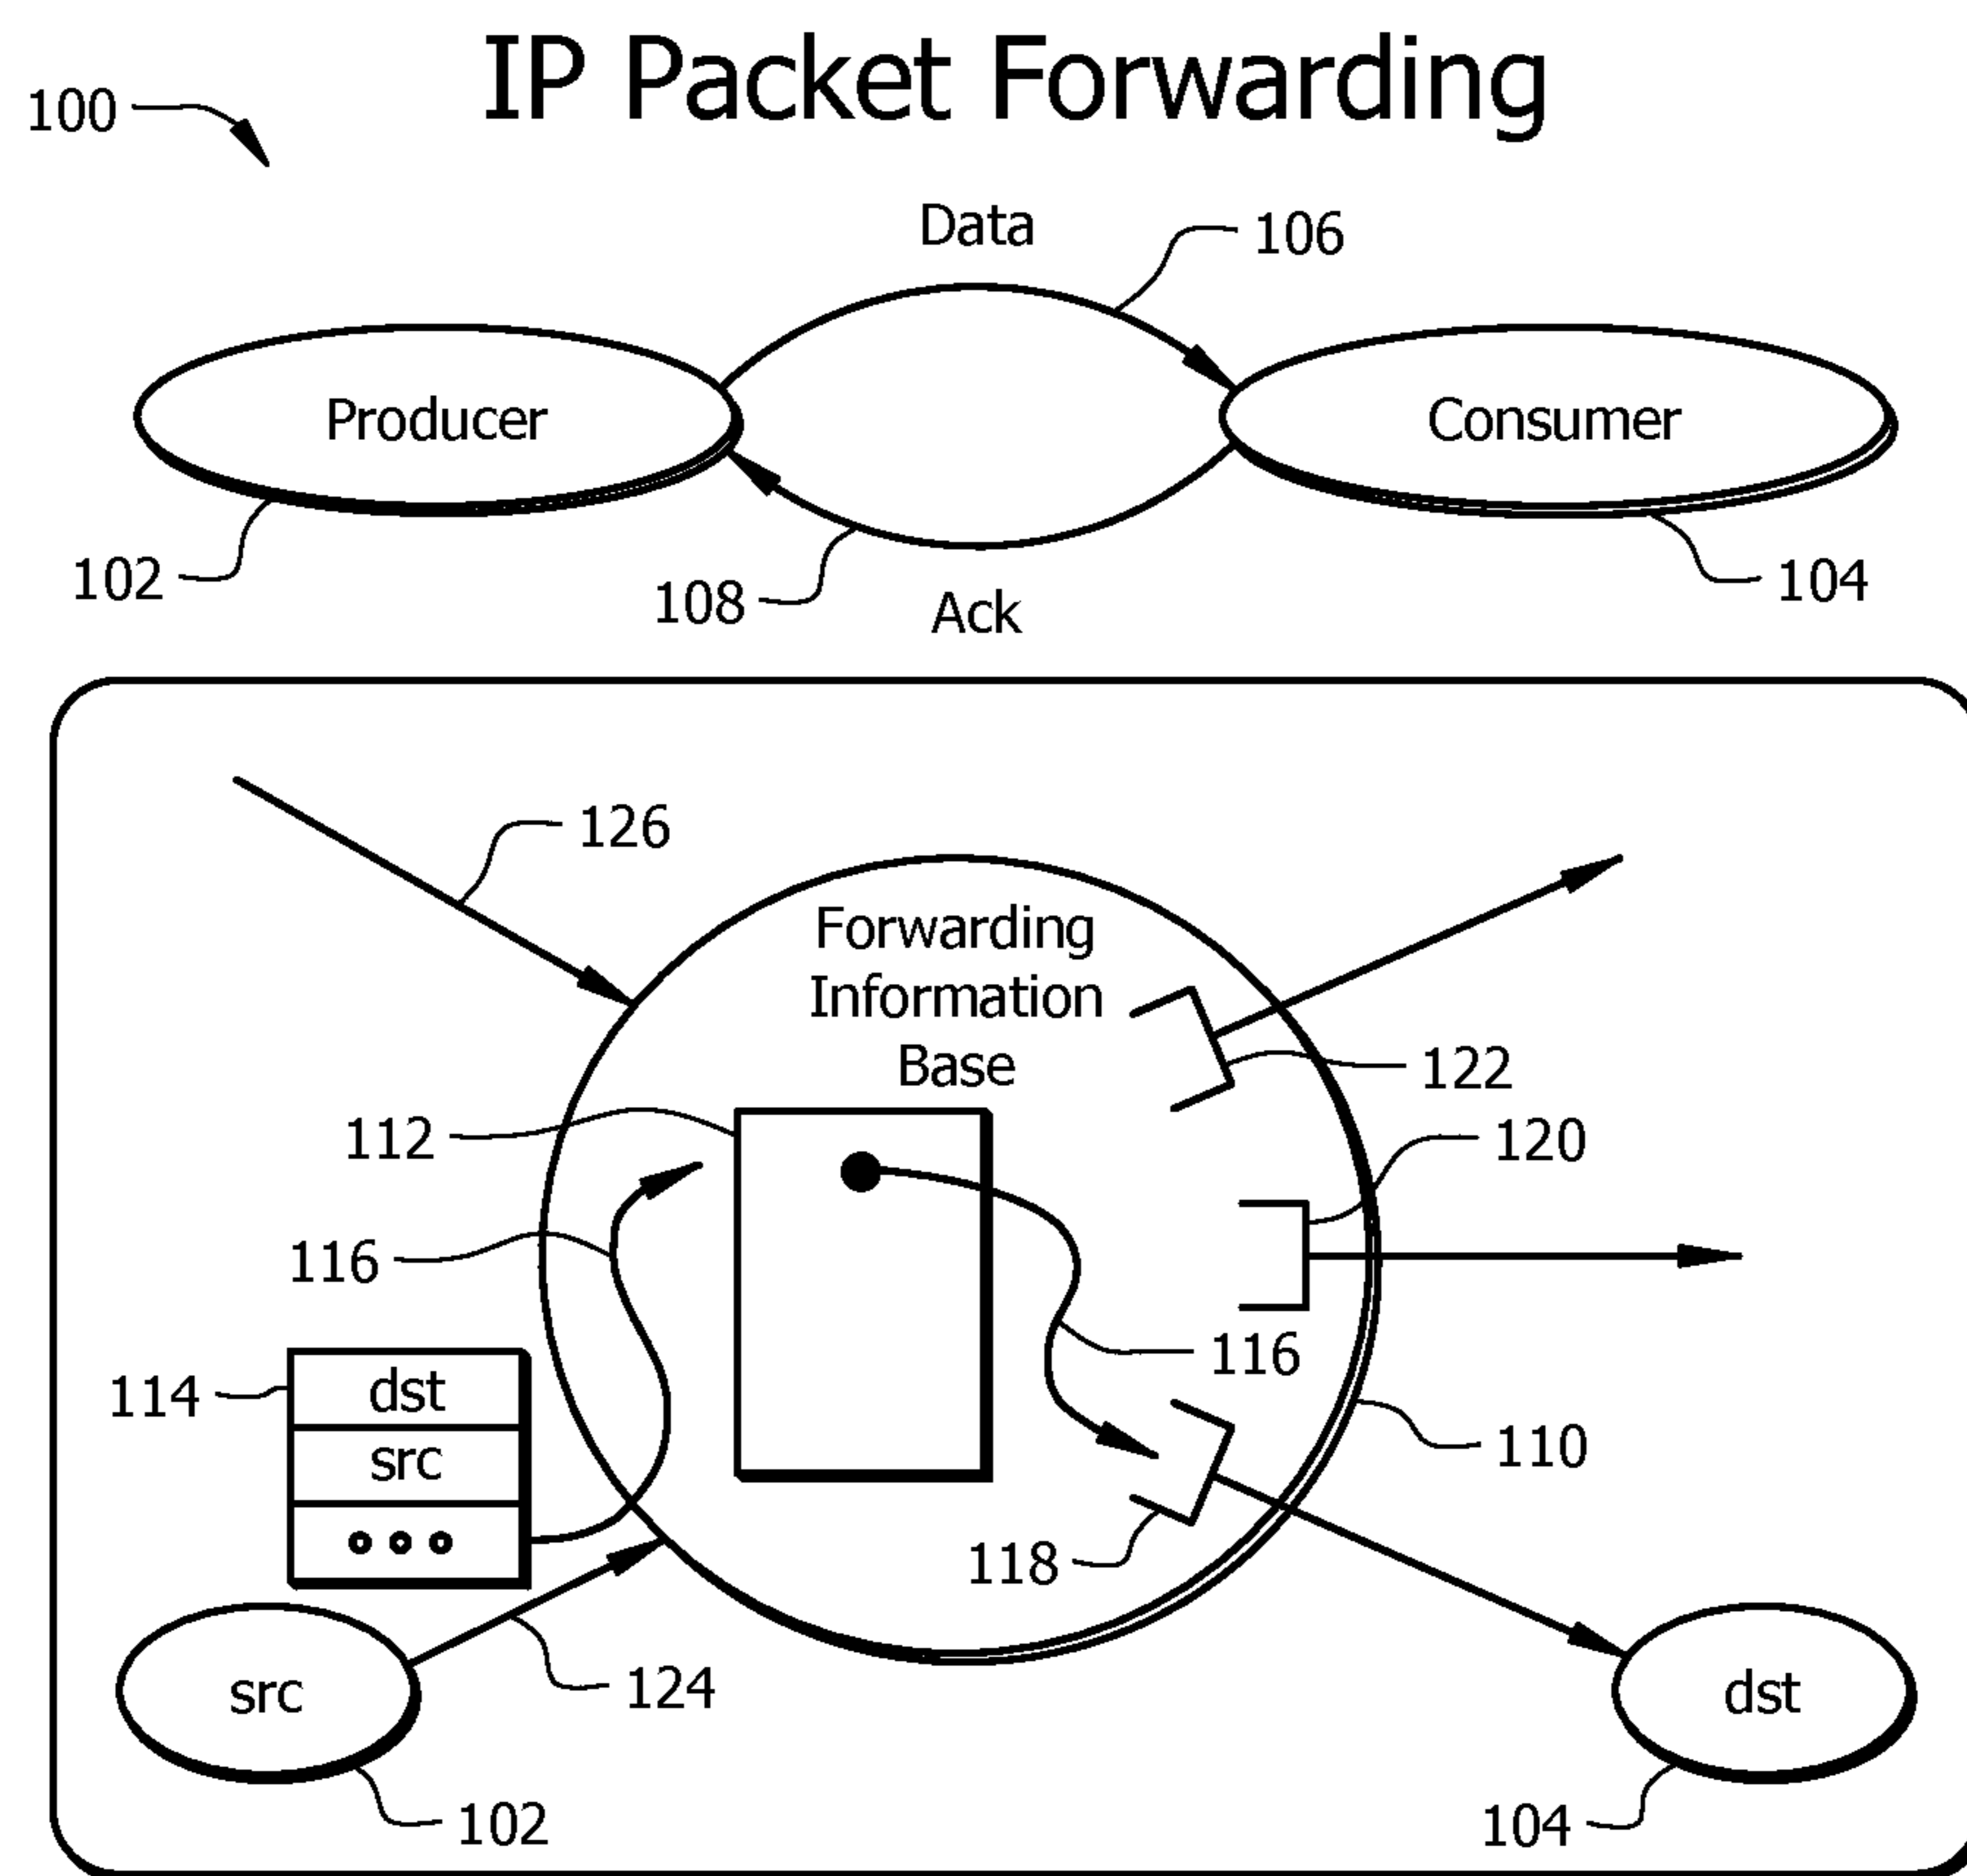 IP Packet Forwarding
100
Data
106
Producer
Consumer
102
108
Ack
104
126
Forwarding
Information
Base
122
112
120
116
116
114
dst
src
110
118
src
124
dst
102
104